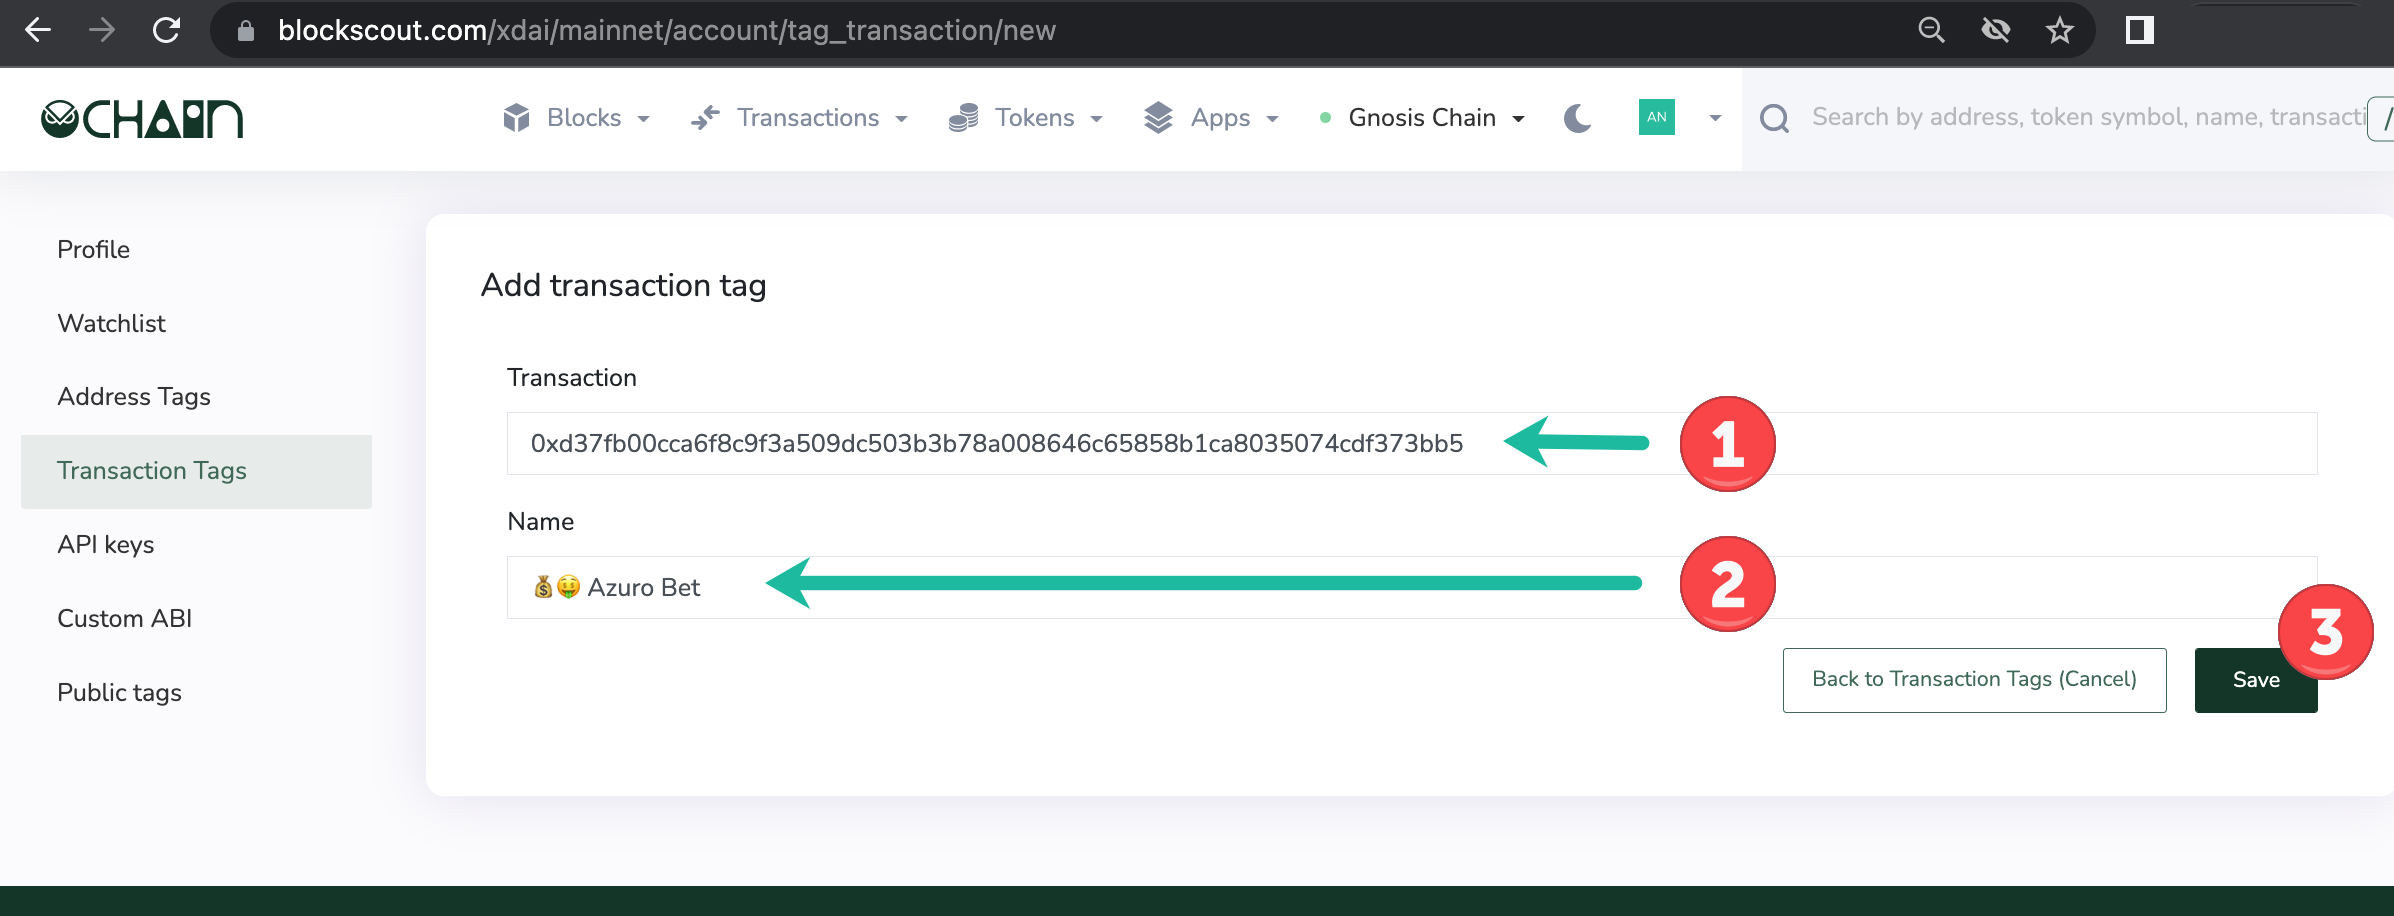 blockscout.com/xdai/mainnet/account/tag_transaction/new
CHAIN
Blocks
Transactions
Tokens
Apps
Gnosis Chain
AN
Search by address, token symbol, name, transacti
/
Profile
Watchlist
Address Tags
Transaction Tags
API keys
Custom ABI
Public tags
Add transaction tag
Transaction
0xd37fb00cca6f8c9f3a509dc503b3b78a008646c65858b1ca8035074cdf373bb5
1
Name
💰🤑 Azuro Bet
2
3
Back to Transaction Tags (Cancel)
Save